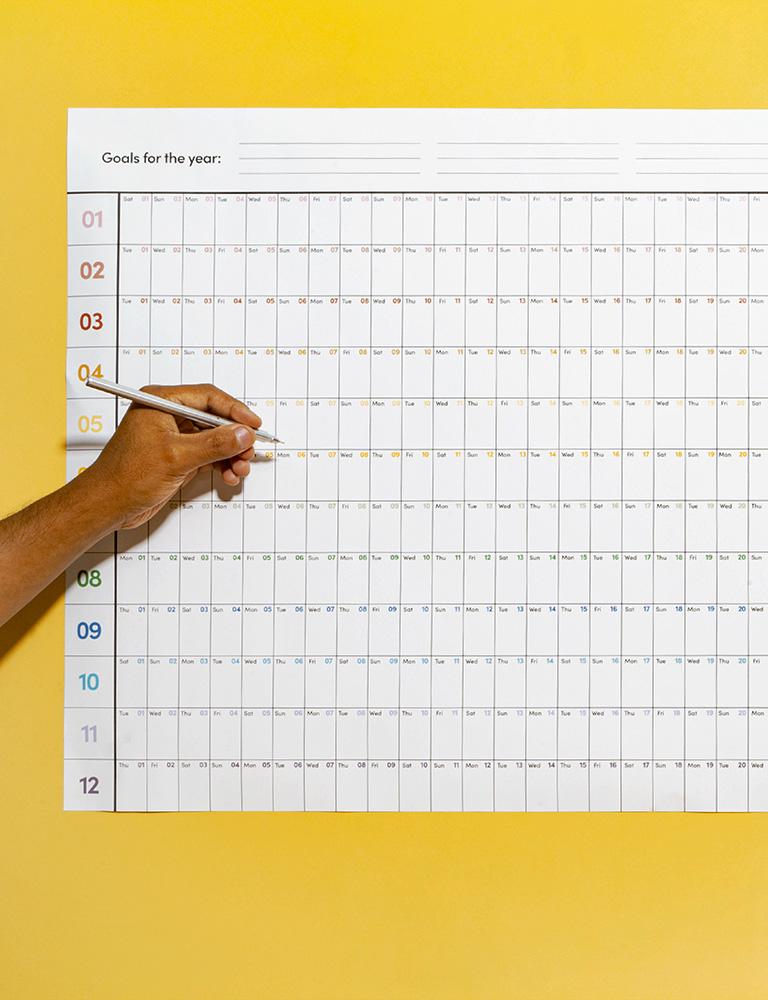 Goals for the year:
Sat 01 Sun 02 Mon 03 Tue 04 Wed 05 Thu 06 Fri 07 Sat 08 Sun 09 Mon 10 Tue 11 Wed 12 Thu 13 Fri 14 Sat 15 Sun 16 Mon 17 Tue 18 Wed 19 Thu 20 Fri
01
Tue 01 Wed 02 Thu 03 Fri 04 Sat 05 Sun 06 Mon 07 Tue 08 Wed 09 Thu 10 Fri 11 Sat 12 Sun 13 Mon 14 Tue 15 Wed 16 Thu 17 Fri 18 Sat 19 Sun 20 Mon
02
Tue 01 Wed 02 Thu 03 Fri 04 Sat 05 Sun 06 Mon 07 Tue 08 Wed 09 Thu 10 Fri 11 Sat 12 Sun 13 Mon 14 Tue 15 Wed 16 Thu 17 Fri 18 Sat 19 Sun 20 Mon
03
Fri 01 Sat 02 Sun 03 Mon 04 Tue 05 Wed 06 Thu 07 Fri 08 Sat 09 Sun 10 Mon 11 Tue 12 Wed 13 Thu 14 Fri 15 Sat 16 Sun 17 Mon 18 Tue 19 Wed 20 Thu
04
Thu 05 Fri 06 Sat 07 Sun 08 Mon 09 Tue 10 Wed 11 Thu 12 Fri 13 Sat 14 Sun 15 Mon 16 Tue 17 Wed 18 Thu 19 Fri 20 Sat
05
05 Mon 06 Tue 07 Wed 08 Thu 09 Fri 10 Sat 11 Sun 12 Mon 13 Tue 14 Wed 15 Thu 16 Fri 17 Sat 18 Sun 19 Mon 20 Tue
02 Sun 03 Mon 04 Tue 05 Wed 06 Thu 07 Fri 08 Sat 09 Sun 10 Mon 11 Tue 12 Wed 13 Thu 14 Fri 15 Sat 16 Sun 17 Mon 18 Tue 19 Wed 20 Thu
Mon 01 Tue 02 Wed 03 Thu 04 Fri 05 Sat 06 Sun 07 Mon 08 Tue 09 Wed 10 Thu 11 Fri 12 Sat 13 Sun 14 Mon 15 Tue 16 Wed 17 Thu 18 Fri 19 Sat 20 Sun
08
Thu 01 Fri 02 Sat 03 Sun 04 Mon 05 Tue 06 Wed 07 Thu 08 Fri 09 Sat 10 Sun 11 Mon 12 Tue 13 Wed 14 Thu 15 Fri 16 Sat 17 Sun 18 Mon 19 Tue 20 Wed
09
Sat 01 Sun 02 Mon 03 Tue 04 Wed 05 Thu 06 Fri 07 Sat 08 Sun 09 Mon 10 Tue 11 Wed 12 Thu 13 Fri 14 Sat 15 Sun 16 Mon 17 Tue 18 Wed 19 Thu 20 Fri
10
Tue 01 Wed 02 Thu 03 Fri 04 Sat 05 Sun 06 Mon 07 Tue 08 Wed 09 Thu 10 Fri 11 Sat 12 Sun 13 Mon 14 Tue 15 Wed 16 Thu 17 Fri 18 Sat 19 Sun 20 Mon
11
Thu 01 Fri 02 Sat 03 Sun 04 Mon 05 Tue 06 Wed 07 Thu 08 Fri 09 Sat 10 Sun 11 Mon 12 Tue 13 Wed 14 Thu 15 Fri 16 Sat 17 Sun 18 Mon 19 Tue 20 Wed
12